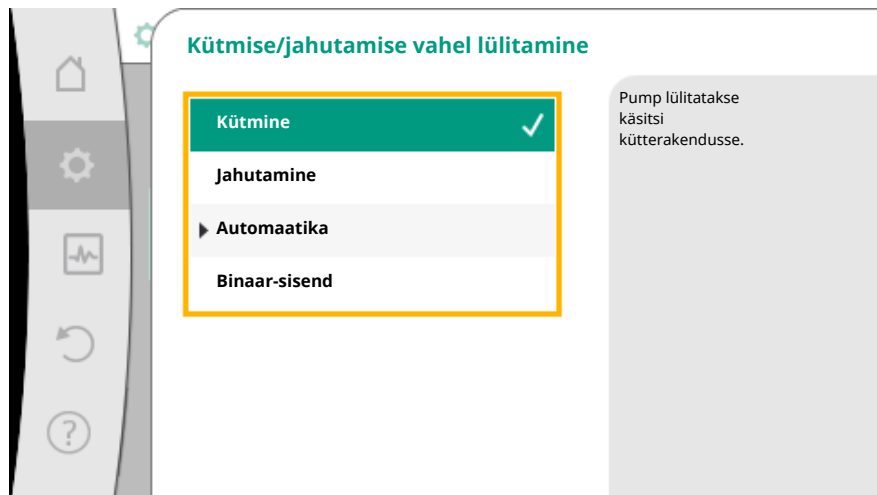 Kütmise/jahutamise vahel lülitamine
Kütmine
Jahutamine
Automaatika
Binaar-sisend
Pump lülitatakse
käsitsi
kütterakendusse.